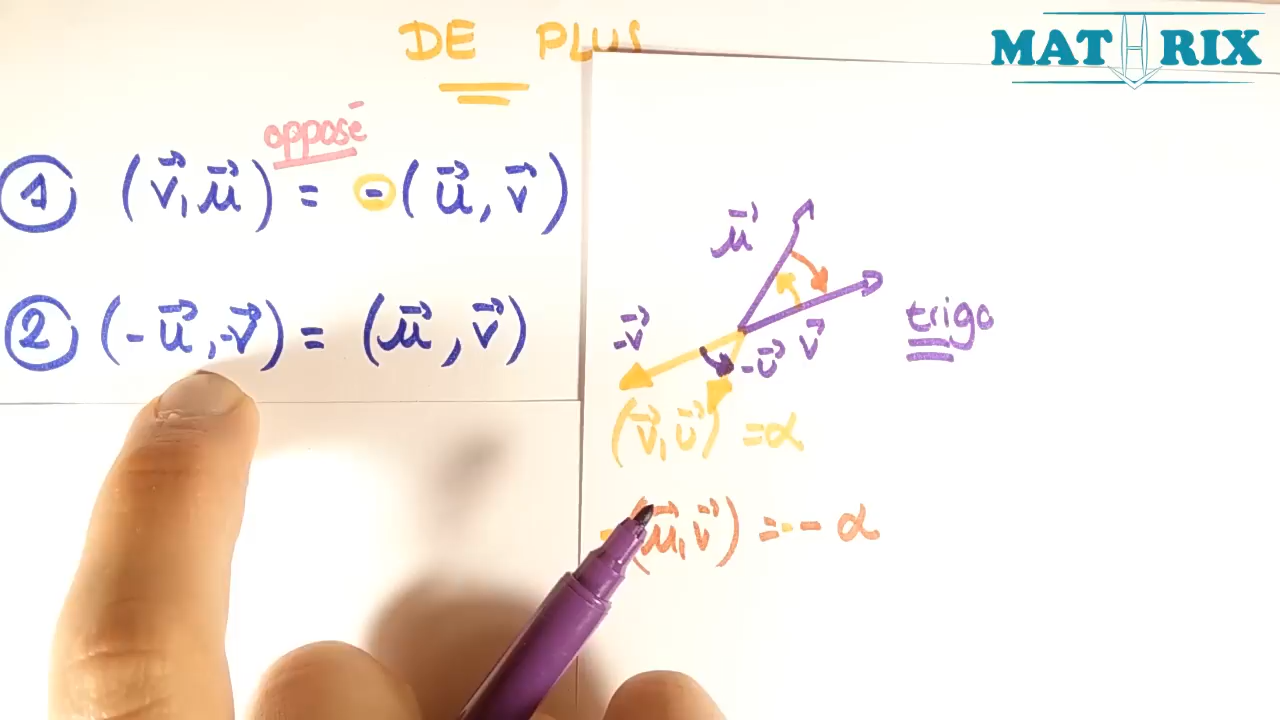 DE PLUS
MATHRIX
opposé
① (v⃗, u⃗) = -(u⃗, v⃗)
② (-u⃗, -v⃗) = (u⃗, v⃗)
u⃗
-v⃗
-u⃗
v⃗
trigo
(v⃗, u⃗) = α
-(u⃗, v⃗) = -- α